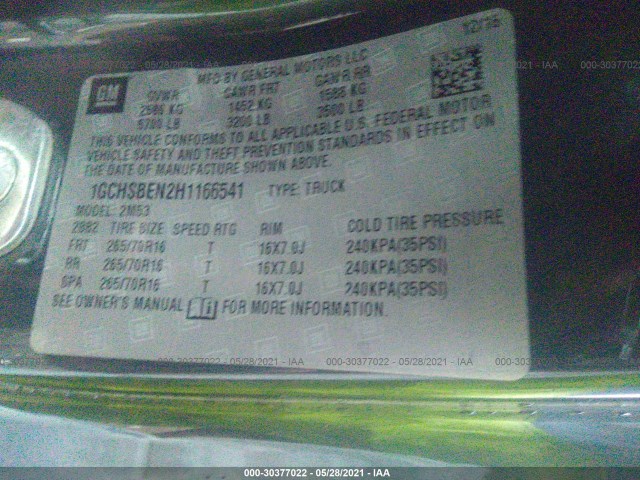 12/16
MFD BY GENERAL MOTORS LLC
GM
GVWR GAWR FRT GAWR RR
2586 KG 1452 KG 1588 KG
5700 LB 3200 LB 3500 LB
THIS VEHICLE CONFORMS TO ALL APPLICABLE U.S. FEDERAL MOTOR
VEHICLE SAFETY AND THEFT PREVENTION STANDARDS IN EFFECT ON
THE DATE OF MANUFACTURE SHOWN ABOVE.
1GCHSBEN2H1166541 TYPE: TRUCK
MODEL: 2M53
2882 TIRE SIZE SPEED RTG RIM COLD TIRE PRESSURE
FRT 265/70R16 T 16X7.0J 240KPA(35PSI)
RR 265/70R16 T 16X7.0J 240KPA(35PSI)
SPA 265/70R16 T 16X7.0J 240KPA(35PSI)
SEE OWNER'S MANUAL FOR MORE INFORMATION.
000-30377022 - 05/28/2021 - IAA